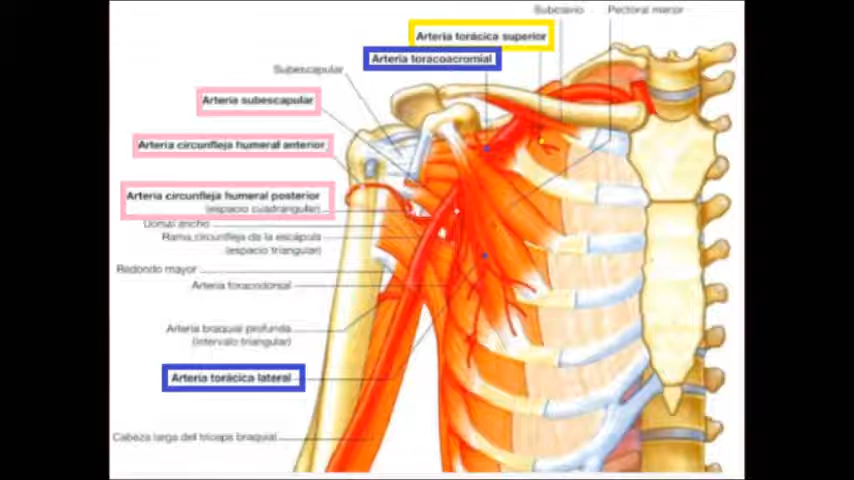 Subclavio
Pectoral menor
Arteria torácica superior
Arteria toracoacromial
Subescapular
Arteria subescapular
Arteria circunfleja humeral anterior
Arteria circunfleja humeral posterior
(espacio cuadrangular)
Dorsal ancho
Rama circunfleja de la escápula
(espacio triangular)
Redondo mayor
Arteria toracodorsal
Arteria braquial profunda
(intervalo triangular)
Arteria torácica lateral
Cabeza larga del tríceps braquial